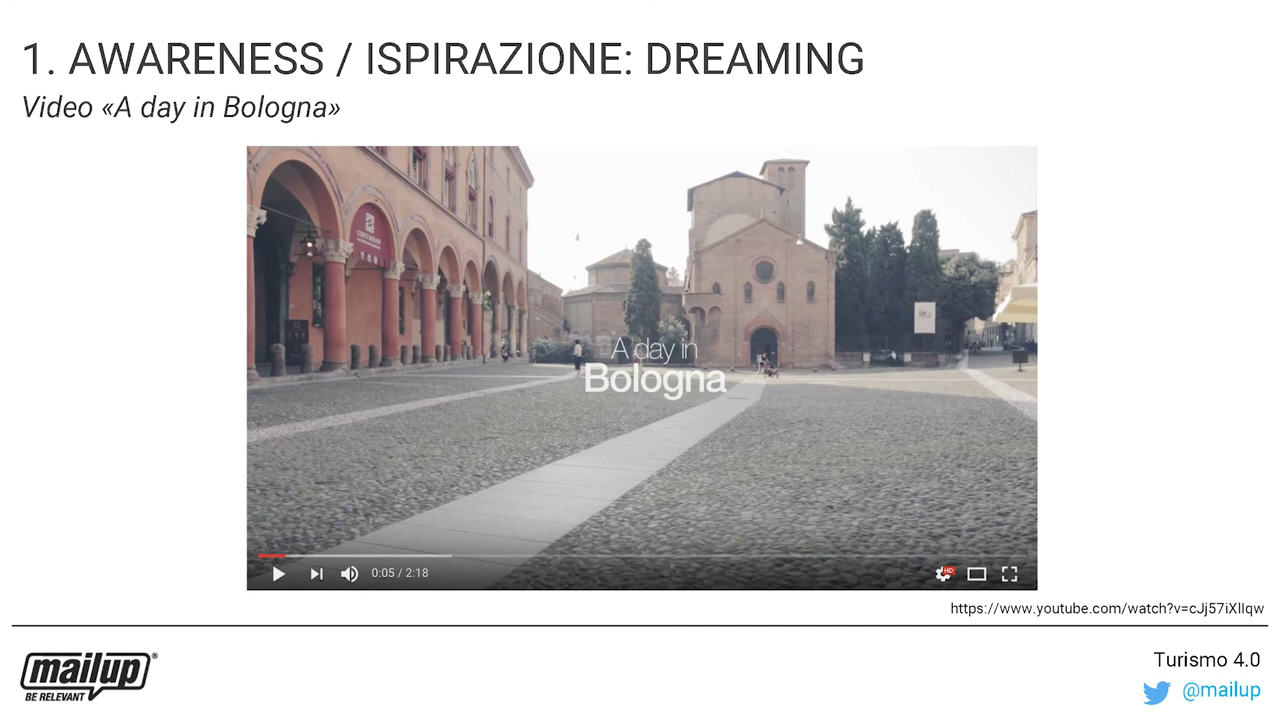 1. AWARENESS / ISPIRAZIONE: DREAMING
Video «A day in Bologna»
A day in
Bologna
0:05 / 2:18
HD
https://www.youtube.com/watch?v=cJj57iXIlqw
mailup®
BE RELEVANT
Turismo 4.0
@mailup